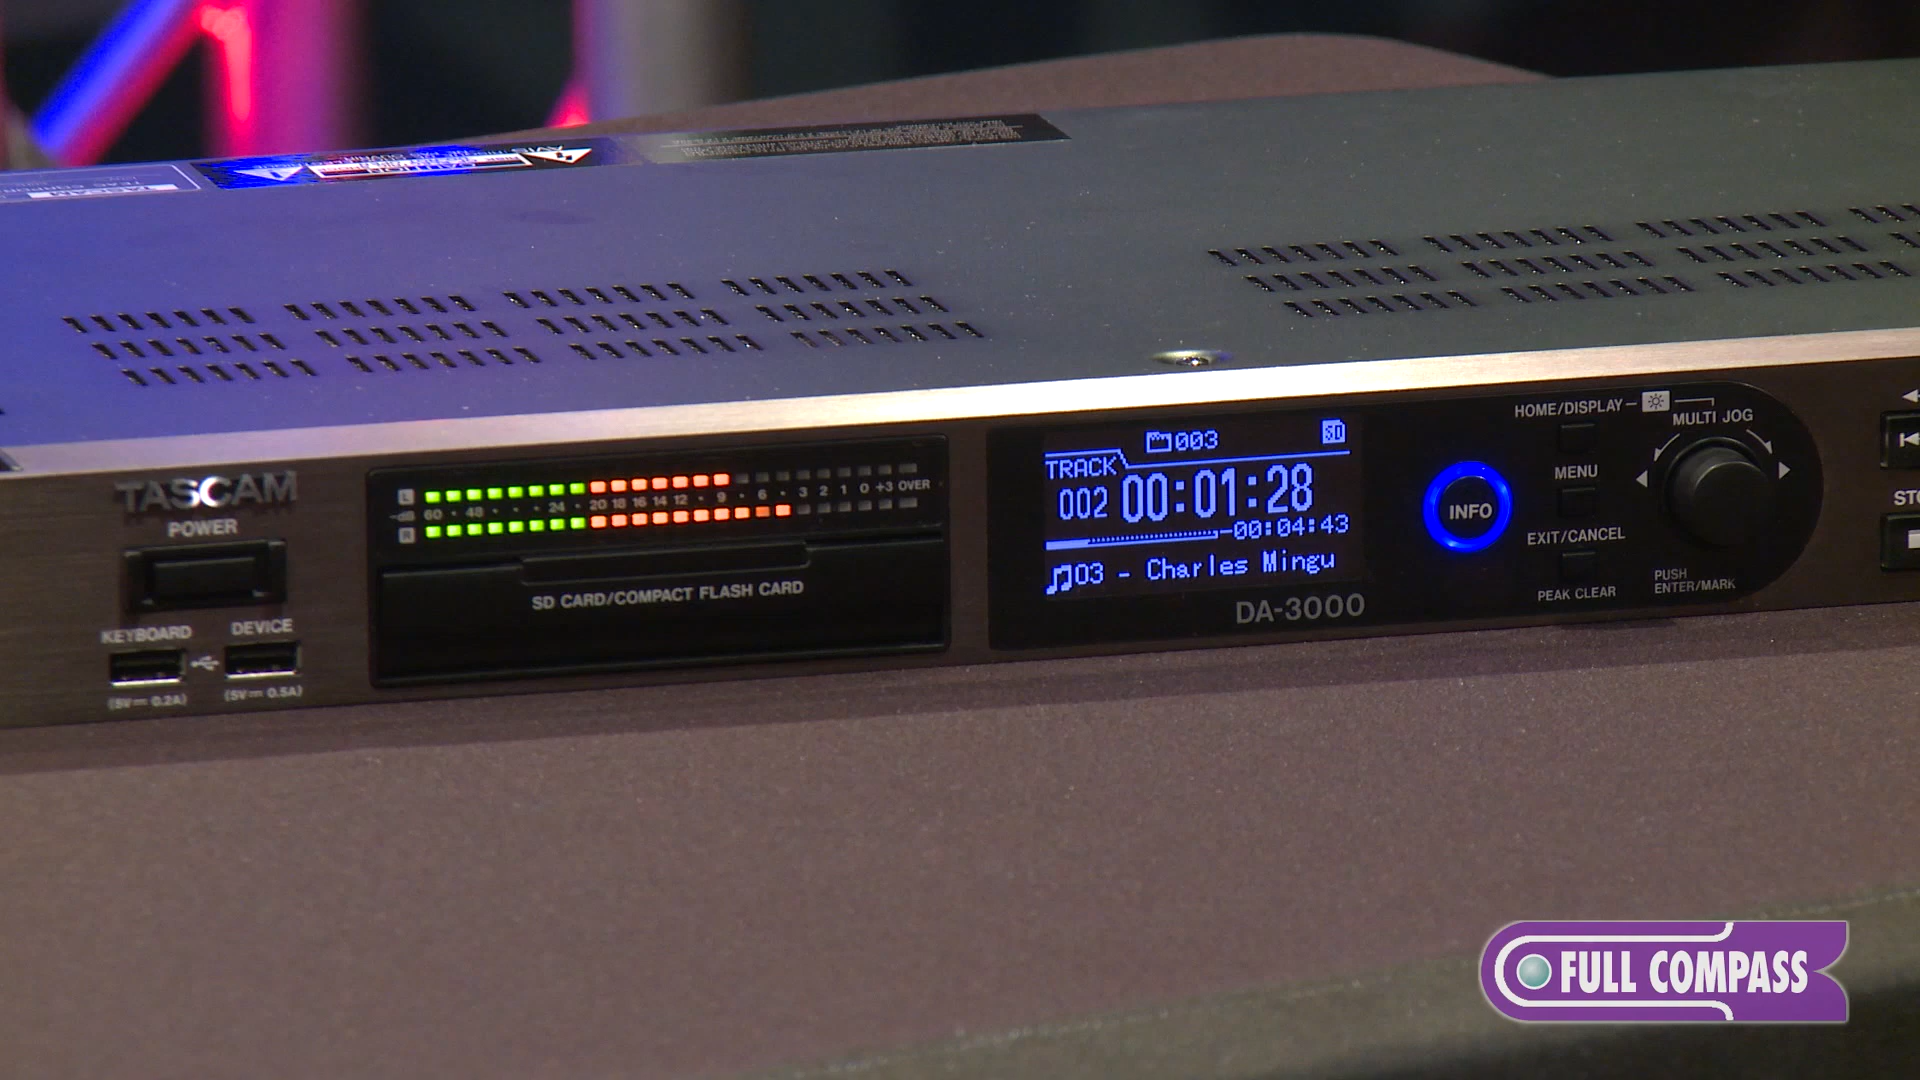 TASCAM
POWER
KEYBOARD
DEVICE
(5V 0.2A)
(5V 0.5A)
L
-dB 60 • 48 • • • 24 • 20 18 16 14 12 • 9 • 6 • 3 2 1 0 +3 OVER
R
SD CARD/COMPACT FLASH CARD
003 SD
TRACK
002 00:01:28
-00:04:43
03 - Charles Mingu
DA-3000
INFO
HOME/DISPLAY
MENU
EXIT/CANCEL
PEAK CLEAR
MULTI JOG
PUSH
ENTER/MARK
FULL COMPASS